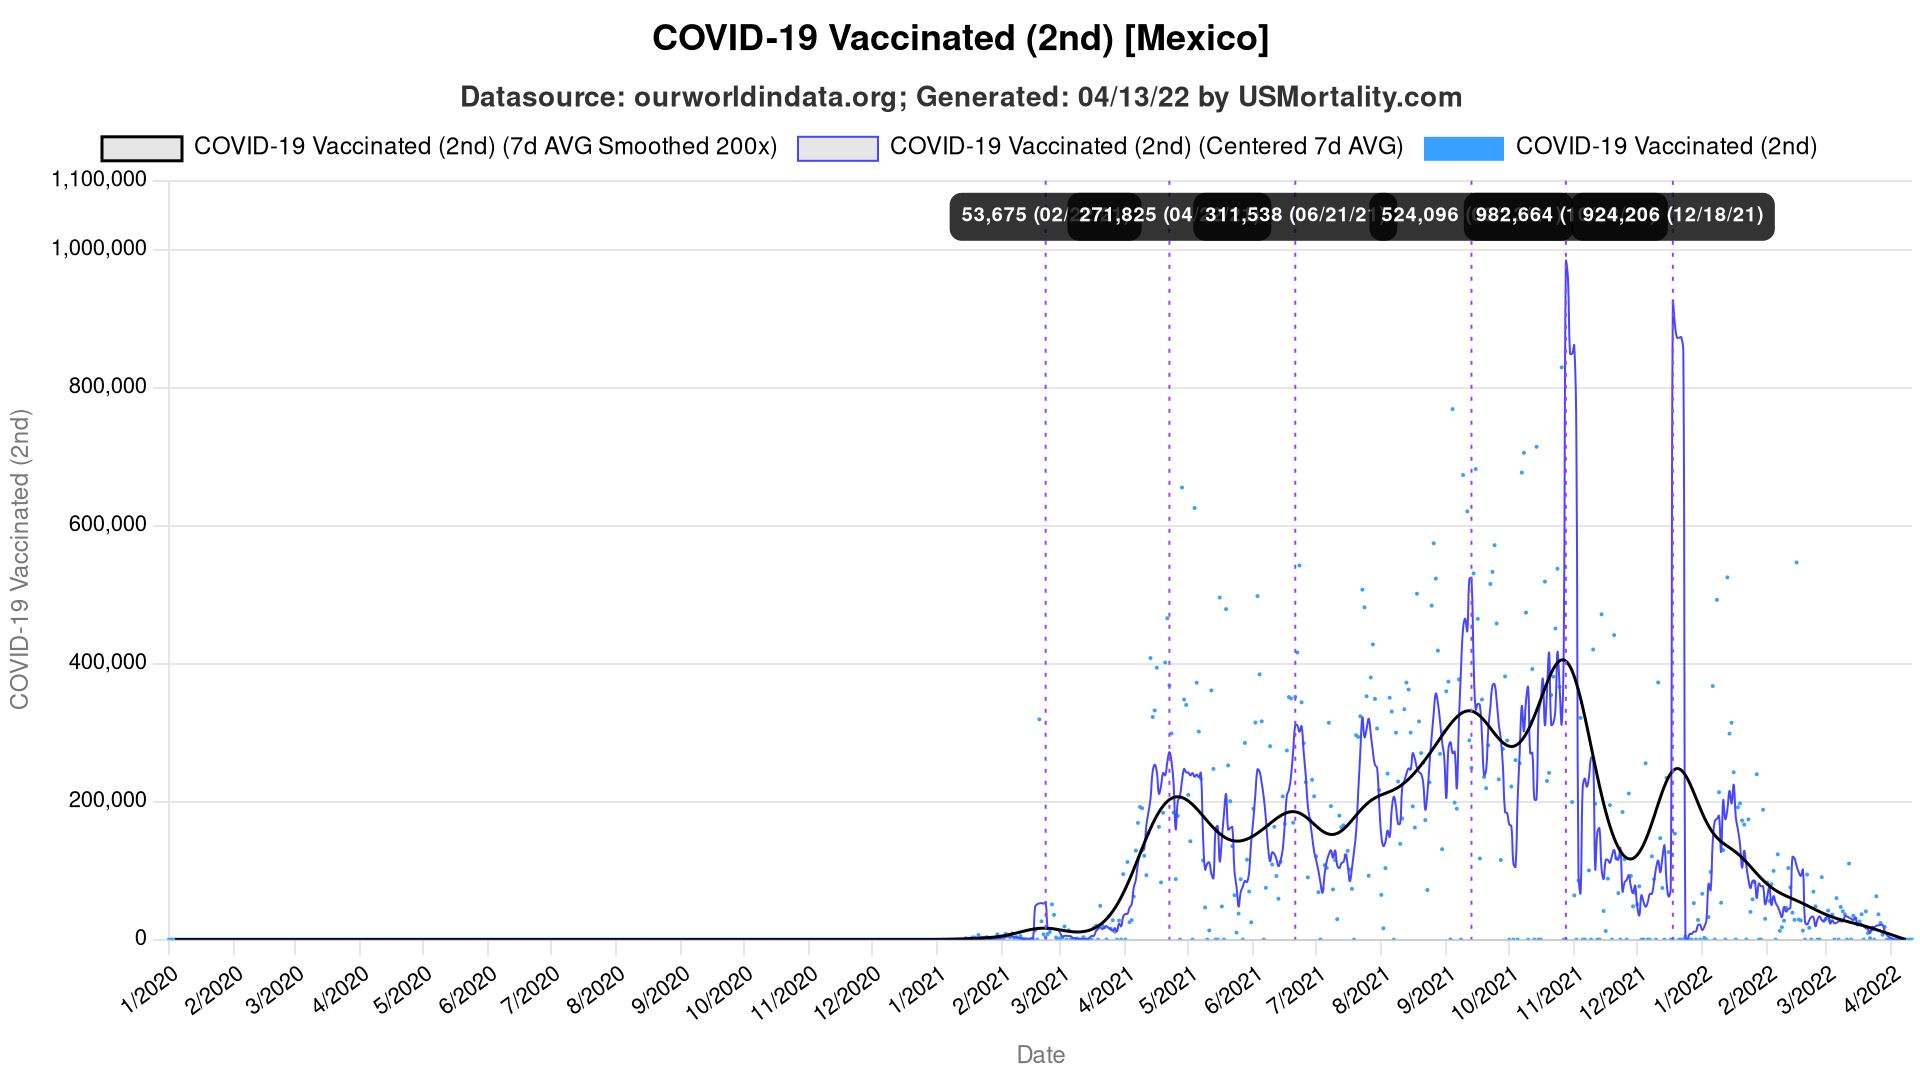 COVID-19 Vaccinated (2nd) [Mexico]
Datasource: ourworldindata.org; Generated: 04/13/22 by USMortality.com
COVID-19 Vaccinated (2nd) (7d AVG Smoothed 200x) COVID-19 Vaccinated (2nd) (Centered 7d AVG) COVID-19 Vaccinated (2nd)
53,675 (02/ 271,825 (04/ 311,538 (06/21/21) 524,096 982,664 924,206 (12/18/21)
1,100,000
1,000,000
800,000
600,000
400,000
200,000
0
COVID-19 Vaccinated (2nd)
1/2020 2/2020 3/2020 4/2020 5/2020 6/2020 7/2020 8/2020 9/2020 10/2020 11/2020 12/2020 1/2021 2/2021 3/2021 4/2021 5/2021 6/2021 7/2021 8/2021 9/2021 10/2021 11/2021 12/2021 1/2022 2/2022 3/2022 4/2022
Date